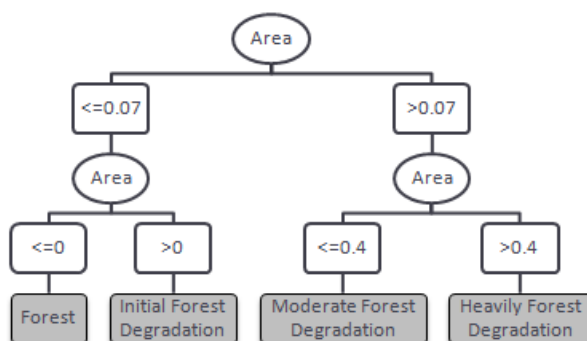 Area
<=0.07
>0.07
Area
Area
<=0
>0
<=0.4
>0.4
Forest
Initial Forest
Degradation
Moderate Forest
Degradation
Heavily Forest
Degradation